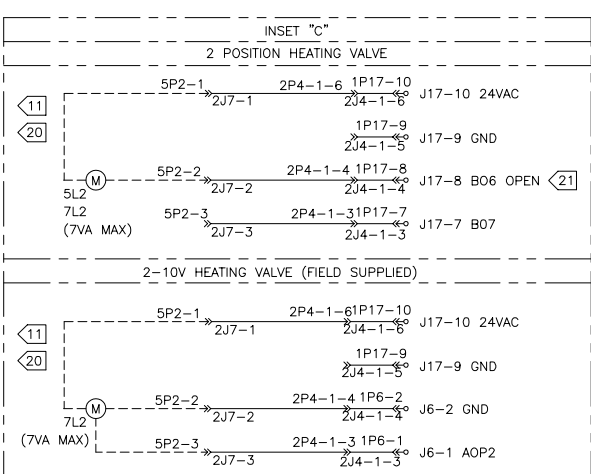 INSET "C"
2 POSITION HEATING VALVE
5P2-1 2P4-1-6 1P17-10
2J7-1 2J4-1-6 J17-10 24VAC
11
20
1P17-9
2J4-1-5 J17-9 GND
5P2-2 2P4-1-4 1P17-8
M 2J7-2 2J4-1-4 J17-8 BO6 OPEN 21
5L2
7L2
(7VA MAX)
5P2-3 2P4-1-3 1P17-7
2J7-3 2J4-1-3 J17-7 BO7
2-10V HEATING VALVE (FIELD SUPPLIED)
5P2-1 2P4-1-6 1P17-10
2J7-1 2J4-1-6 J17-10 24VAC
11
20
1P17-9
2J4-1-5 J17-9 GND
5P2-2 2P4-1-4 1P6-2
M 2J7-2 2J4-1-4 J6-2 GND
7L2
(7VA MAX)
5P2-3 2P4-1-3 1P6-1
2J7-3 2J4-1-3 J6-1 AOP2